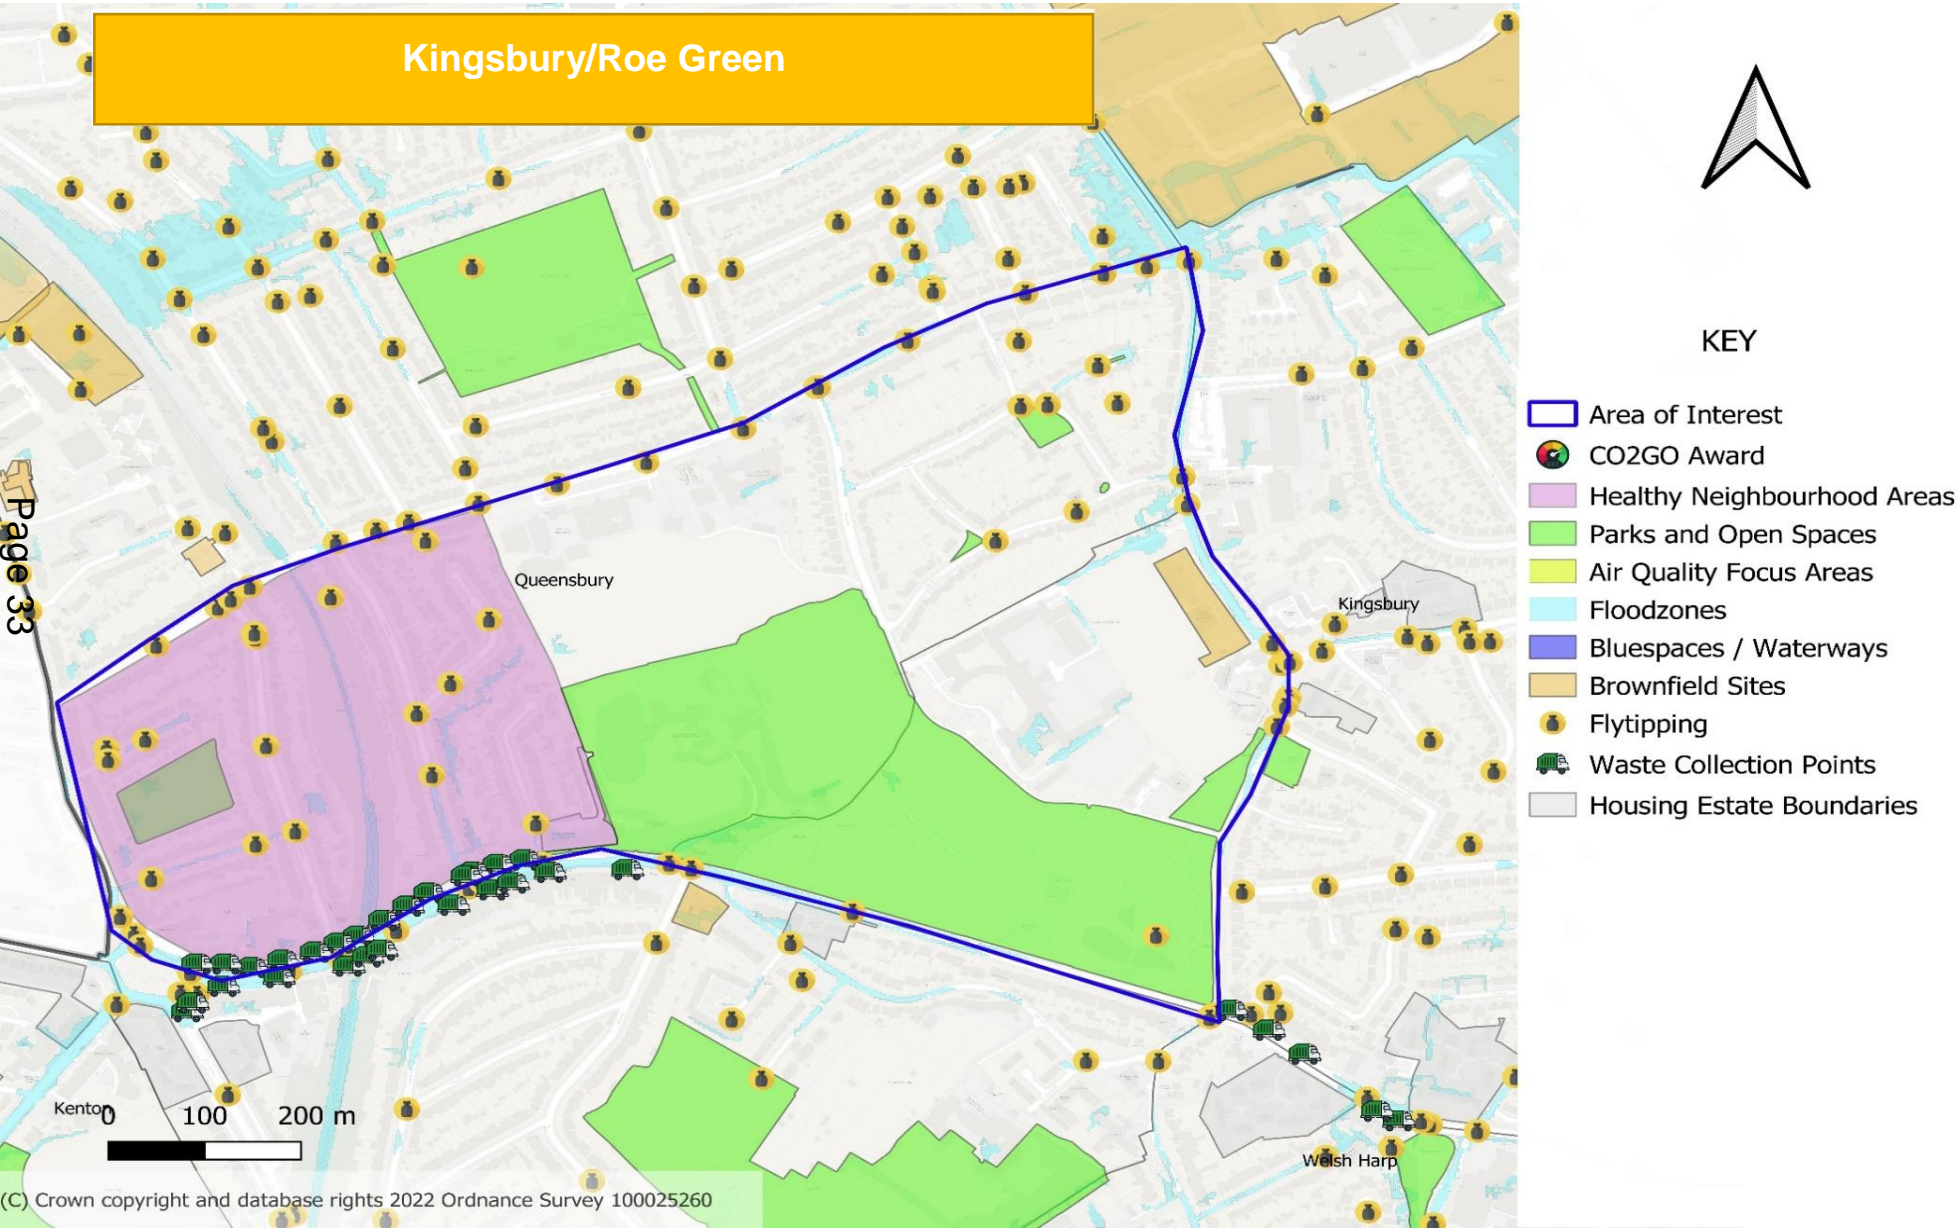 Kingsbury/Roe Green
Page 33
Queensbury
Kingsbury
Kenton
Welsh Harp
0 100 200 m
(C) Crown copyright and database rights 2022 Ordnance Survey 100025260
KEY
Area of Interest
CO2GO Award
Healthy Neighbourhood Areas
Parks and Open Spaces
Air Quality Focus Areas
Floodzones
Bluespaces / Waterways
Brownfield Sites
Flytipping
Waste Collection Points
Housing Estate Boundaries